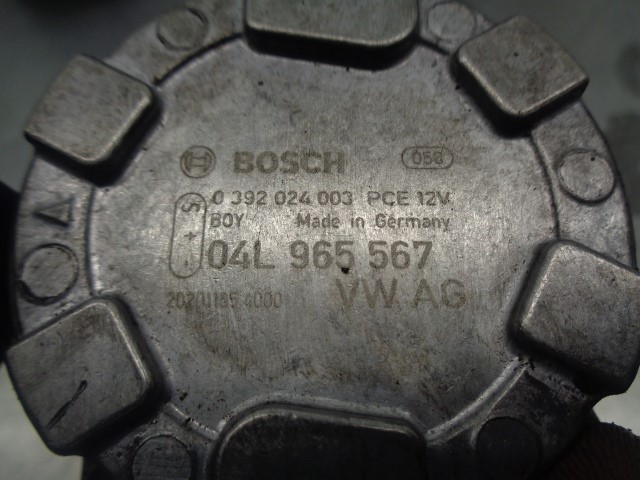 BOSCH 058
0 392 024 003 PCE 12V
BOY Made in Germany
04L 965 567
VW AG